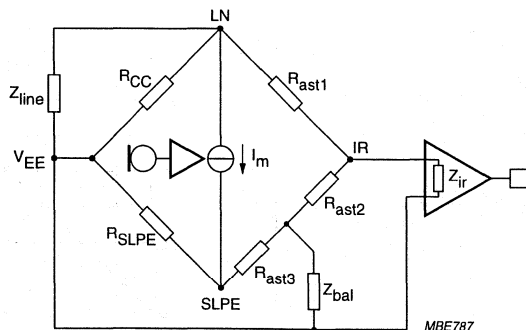 LN
R_CC
R_ast1
Z_line
V_EE
I_m
IR
Z_ir
R_ast2
R_SLPE
R_ast3
Z_bal
SLPE
MBE787